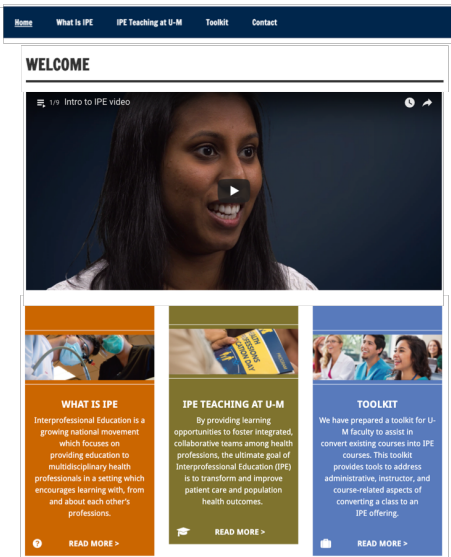 Home What Is IPE IPE Teaching at U-M Toolkit Contact
WELCOME
1/9 Intro to IPE video
HEALTH
PROFESSIONS
EDUCATION DAY
WHAT IS IPE
Interprofessional Education is a
growing national movement
which focuses on
providing education to
multidisciplinary health
professionals in a setting which
encourages learning with, from
and about each other's
professions.
READ MORE >
IPE TEACHING AT U-M
By providing learning
opportunities to foster integrated,
collaborative teams among health
professions, the ultimate goal of
Interprofessional Education (IPE)
is to transform and improve
patient care and population
health outcomes.
READ MORE >
TOOLKIT
We have prepared a toolkit for U-
M faculty to assist in
convert existing courses into IPE
courses. This toolkit
provides tools to address
administrative, instructor, and
course-related aspects of
converting a class to an
IPE offering.
READ MORE >